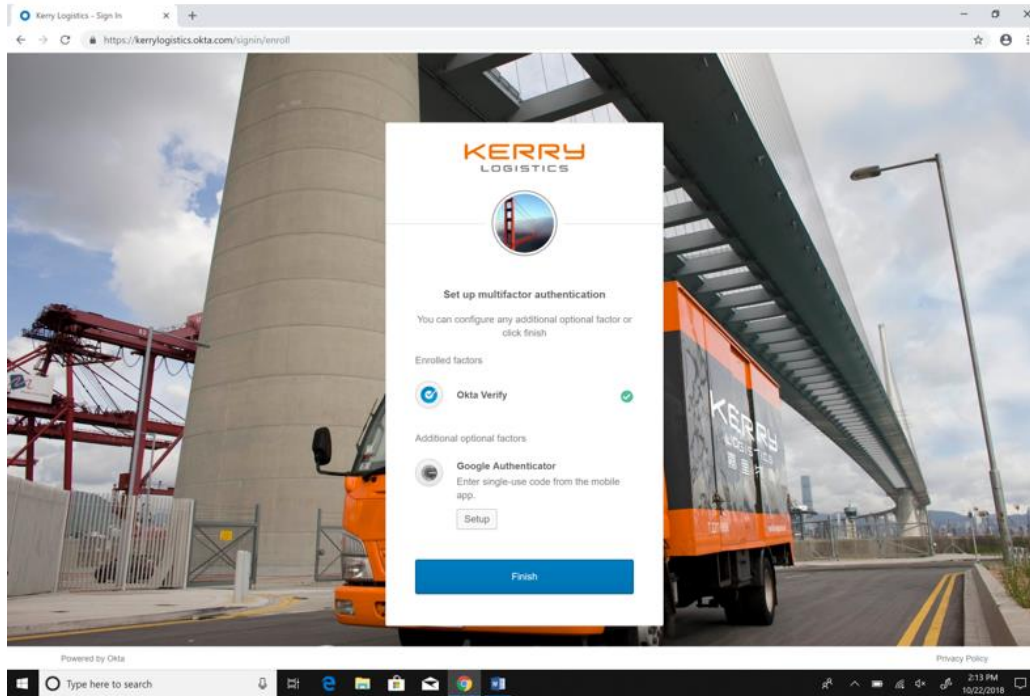 Kerry Logistics - Sign In
https://kerrylogistics.okta.com/signin/enroll
KERRY
LOGISTICS
Set up multifactor authentication
You can configure any additional optional factor or
click finish
Enrolled factors
Okta Verify
Additional optional factors
Google Authenticator
Enter single-use code from the mobile
app.
Setup
Finish
KERRY
LOGISTICS
Powered by Okta
Privacy Policy
Type here to search
2:13 PM
10/22/2018